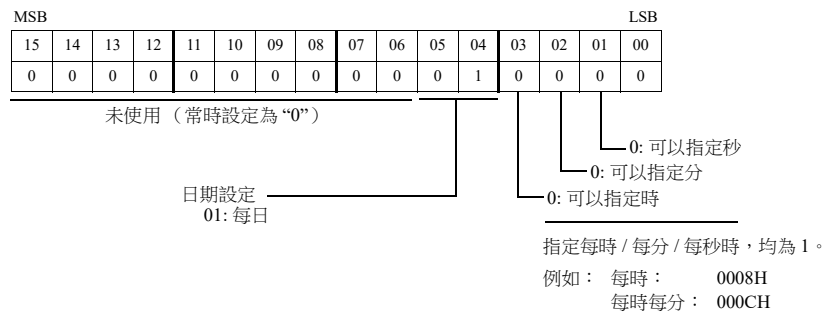 MSB LSB
15 14 13 12 11 10 09 08 07 06 05 04 03 02 01 00
0 0 0 0 0 0 0 0 0 0 0 1 0 0 0 0
未使用 （常時設定為 “0”）
0: 可以指定秒
0: 可以指定分
日期設定
0: 可以指定時
01: 每日
指定每時 / 每分 / 每秒時，均為 1。
例如： 每時： 0008H
每時每分： 000CH